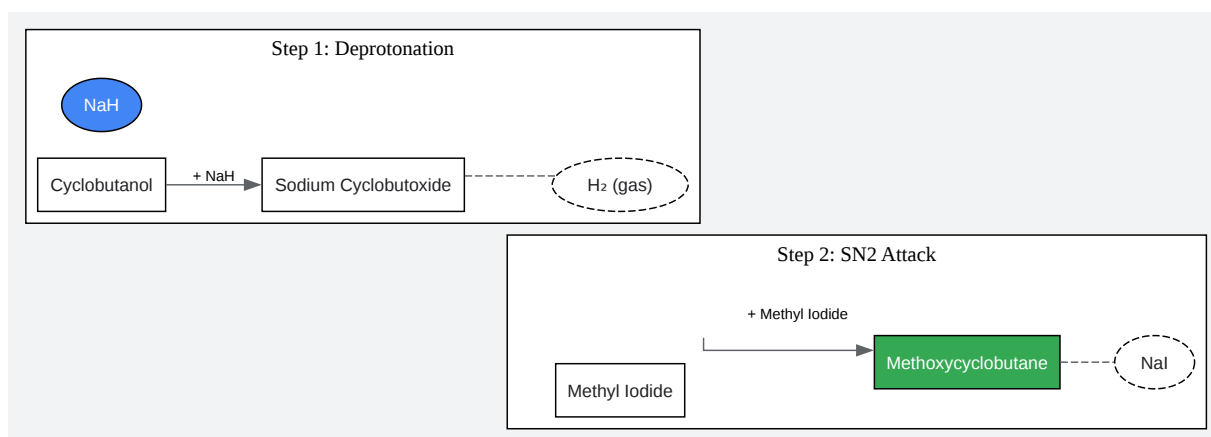 Step 1: Deprotonation
NaH
Cyclobutanol
+ NaH
Sodium Cyclobutoxide
H₂ (gas)
Step 2: SN2 Attack
+ Methyl Iodide
Methyl Iodide
Methoxycyclobutane
NaI